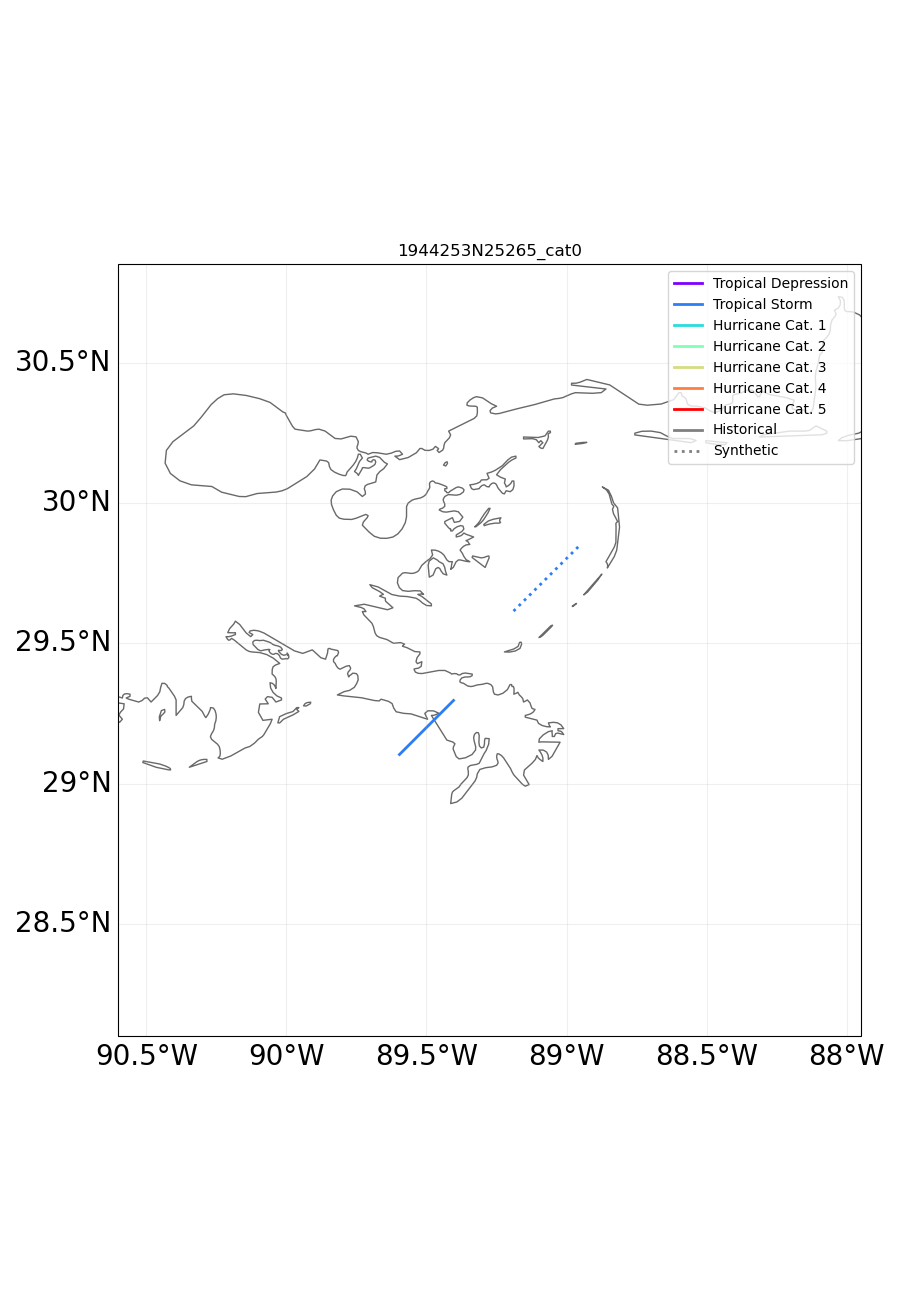 1944253N25265_cat0
Tropical Depression
Tropical Storm
Hurricane Cat. 1
Hurricane Cat. 2
Hurricane Cat. 3
Hurricane Cat. 4
Hurricane Cat. 5
Historical
Synthetic
30.5°N
30°N
29.5°N
29°N
28.5°N
90.5°W 90°W 89.5°W 89°W 88.5°W 88°W